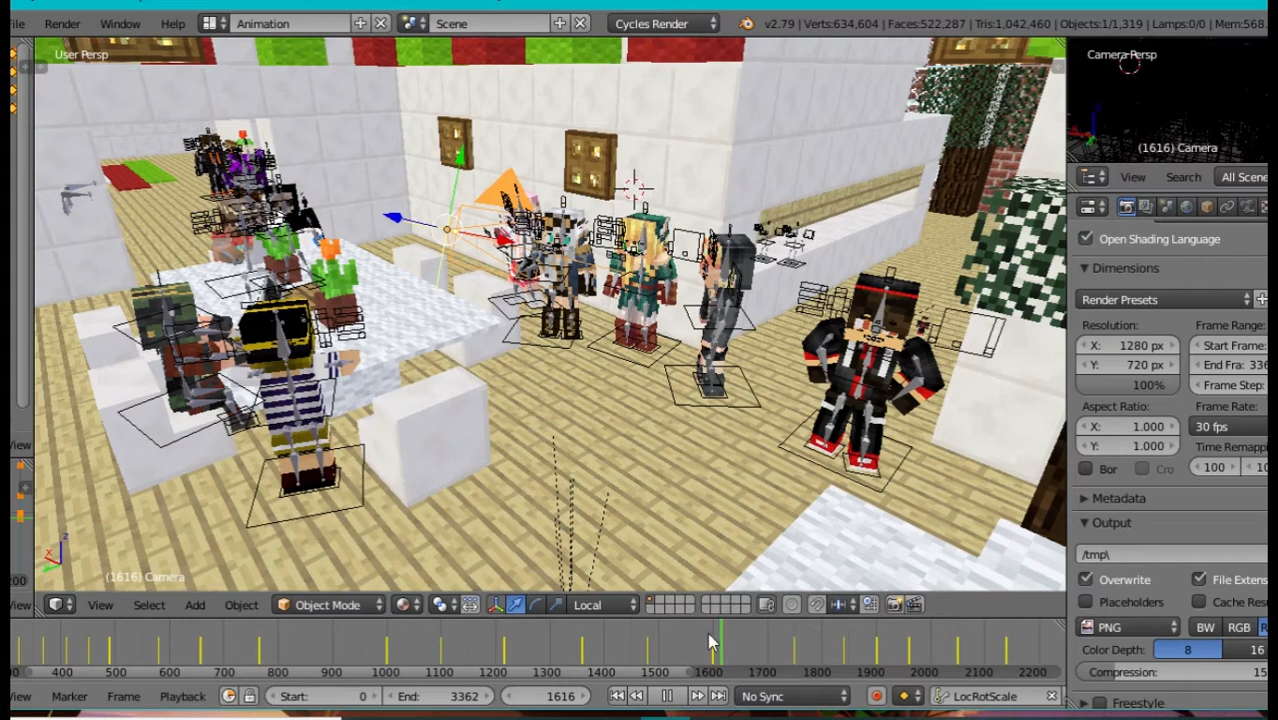 File Render Window Help Animation Scene Cycles Render v2.79 | Verts:634,604 | Faces:522,287 | Tris:1,042,460 | Objects:1/1,319 | Lamps:0/0 | Mem:568.
User Persp
Camera Persp
(1616) Camera
View Search All Scene
Open Shading Language
Dimensions
Render Presets
Resolution: Frame Range:
X: 1280 px Start Frame:
Y: 720 px End Fra: 336
100% Frame Step:
Aspect Ratio: Frame Rate:
X: 1.000 30 fps
Y: 1.000 Time Remapp
Bor Cro 100 10
Metadata
Output
/tmp\
Overwrite File Extens
Placeholders Cache Res
PNG BW RGB R
Color Depth: 8 16
Compression: 15
Freestyle
View
:00
(1616) Camera
View View Select Add Object Object Mode Local
400 500 600 700 800 900 1000 1100 1200 1300 1400 1500 1600 1700 1800 1900 2000 2100 2200
View Marker Frame Playback Start: 0 End: 3362 1616 No Sync LocRotScale